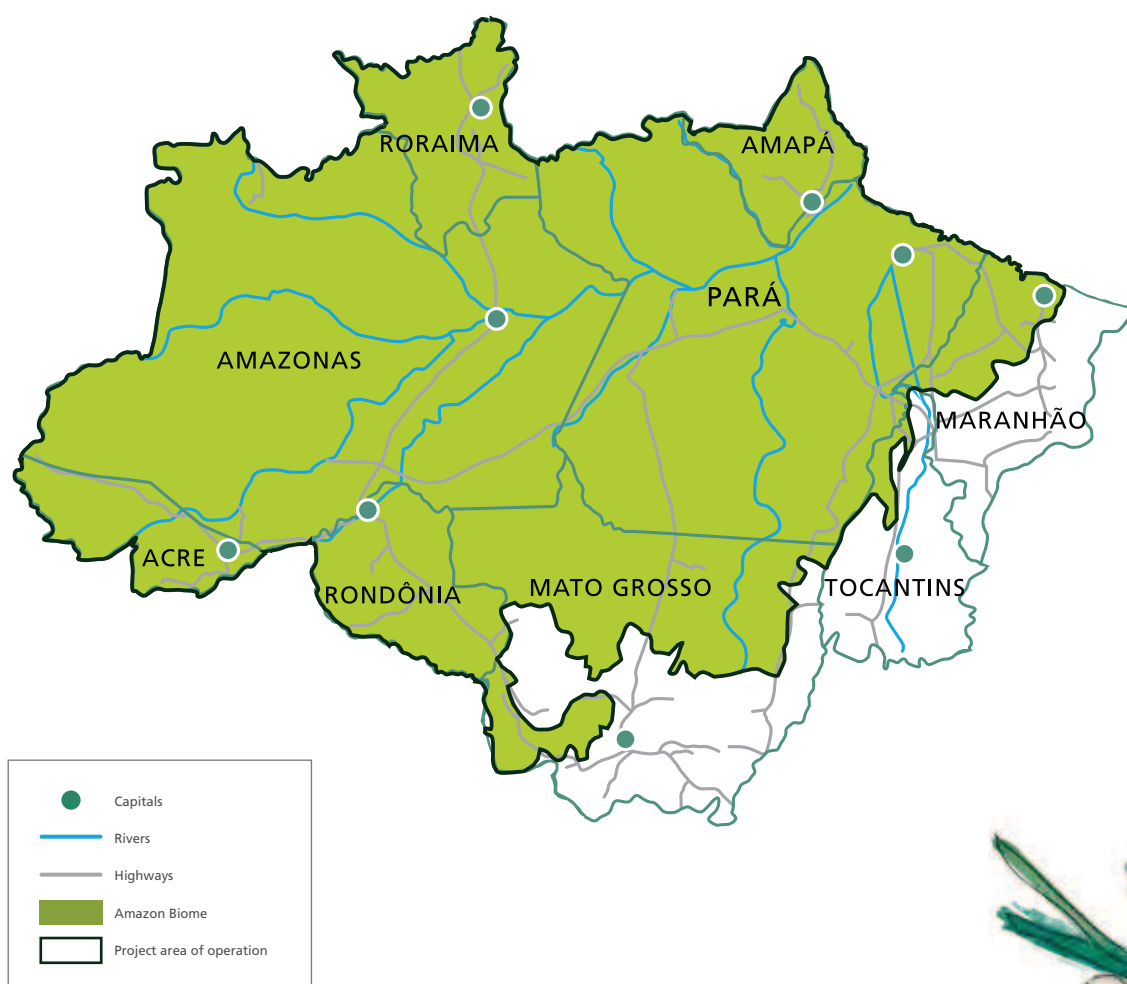 RORAIMA
AMAPÁ
PARÁ
AMAZONAS
MARANHÃO
ACRE
RONDÔNIA
MATO GROSSO
TOCANTINS
Capitals
Rivers
Highways
Amazon Biome
Project area of operation